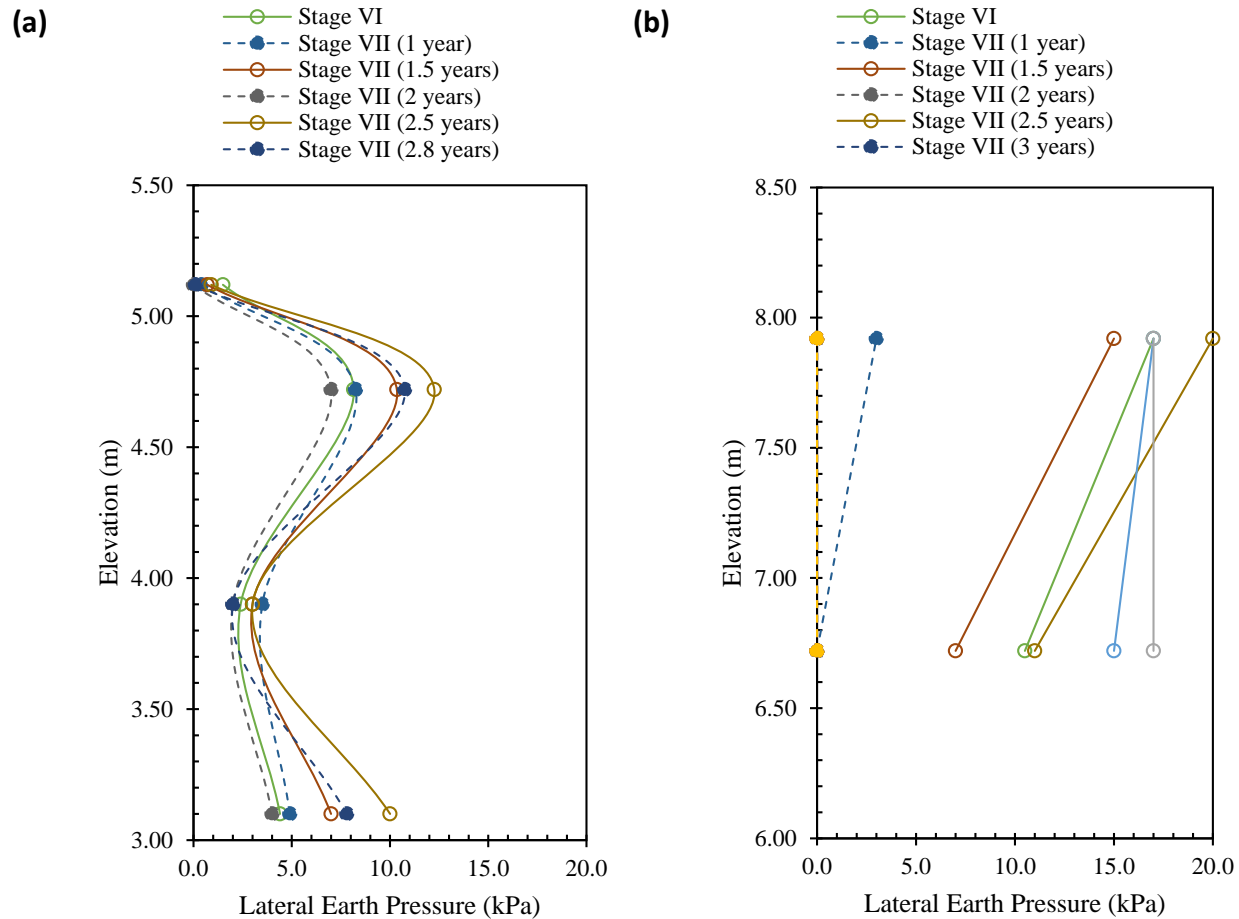 (a)
Stage VI
Stage VII (1 year)
Stage VII (1.5 years)
Stage VII (2 years)
Stage VII (2.5 years)
Stage VII (2.8 years)
5.50
5.00
4.50
4.00
3.50
3.00
Elevation (m)
0.0 5.0 10.0 15.0 20.0
Lateral Earth Pressure (kPa)
(b)
Stage VI
Stage VII (1 year)
Stage VII (1.5 years)
Stage VII (2 years)
Stage VII (2.5 years)
Stage VII (3 years)
8.50
8.00
7.50
7.00
6.50
6.00
Elevation (m)
0.0 5.0 10.0 15.0 20.0
Lateral Earth Pressure (kPa)